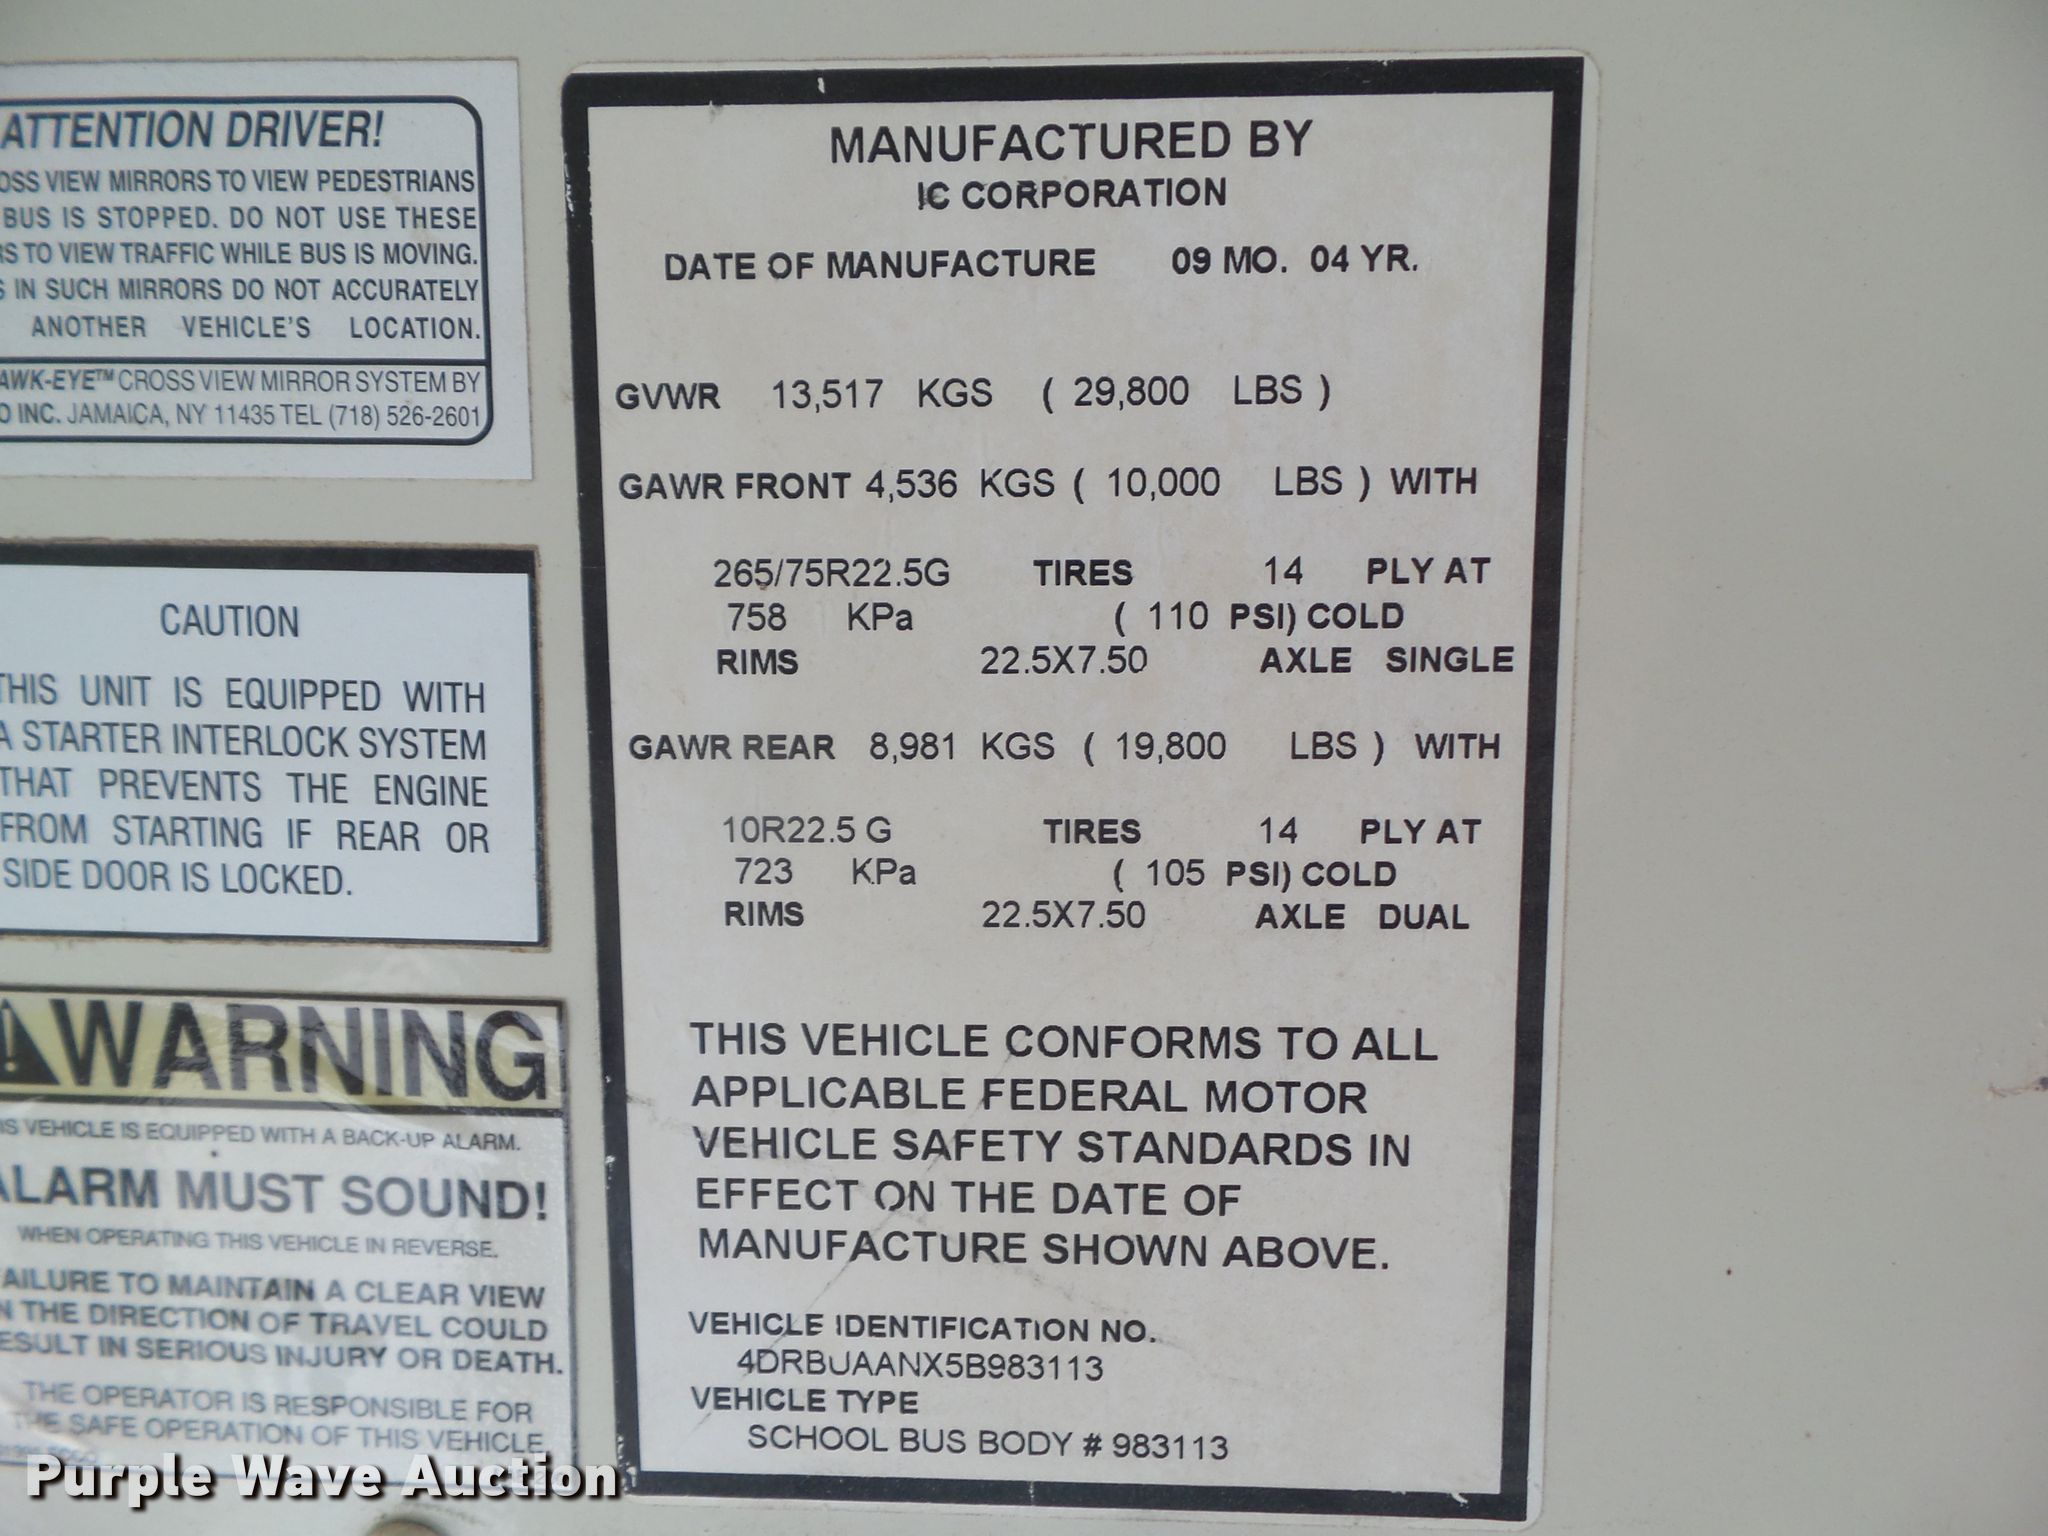 ATTENTION DRIVER!
OSS VIEW MIRRORS TO VIEW PEDESTRIANS
BUS IS STOPPED. DO NOT USE THESE
RS TO VIEW TRAFFIC WHILE BUS IS MOVING.
S IN SUCH MIRRORS DO NOT ACCURATELY
ANOTHER VEHICLE'S LOCATION.
AWK-EYE™ CROSS VIEW MIRROR SYSTEM BY
O INC. JAMAICA, NY 11435 TEL (718) 526-2601
CAUTION
THIS UNIT IS EQUIPPED WITH
A STARTER INTERLOCK SYSTEM
THAT PREVENTS THE ENGINE
FROM STARTING IF REAR OR
SIDE DOOR IS LOCKED.
WARNING
IS VEHICLE IS EQUIPPED WITH A BACK-UP ALARM.
ALARM MUST SOUND!
WHEN OPERATING THIS VEHICLE IN REVERSE.
AILURE TO MAINTAIN A CLEAR VIEW
N THE DIRECTION OF TRAVEL COULD
ESULT IN SERIOUS INJURY OR DEATH.
THE OPERATOR IS RESPONSIBLE FOR
THE SAFE OPERATION OF THIS VEHICLE
MANUFACTURED BY
IC CORPORATION
DATE OF MANUFACTURE 09 MO. 04 YR.
GVWR 13,517 KGS ( 29,800 LBS )
GAWR FRONT 4,536 KGS ( 10,000 LBS ) WITH
265/75R22.5G TIRES 14 PLY AT
758 KPa ( 110 PSI) COLD
RIMS 22.5X7.50 AXLE SINGLE
GAWR REAR 8,981 KGS ( 19,800 LBS ) WITH
10R22.5 G TIRES 14 PLY AT
723 KPa ( 105 PSI) COLD
RIMS 22.5X7.50 AXLE DUAL
THIS VEHICLE CONFORMS TO ALL
APPLICABLE FEDERAL MOTOR
VEHICLE SAFETY STANDARDS IN
EFFECT ON THE DATE OF
MANUFACTURE SHOWN ABOVE.
VEHICLE IDENTIFICATION NO.
4DRBUAANX5B983113
VEHICLE TYPE
SCHOOL BUS BODY # 983113
Purple Wave Auction